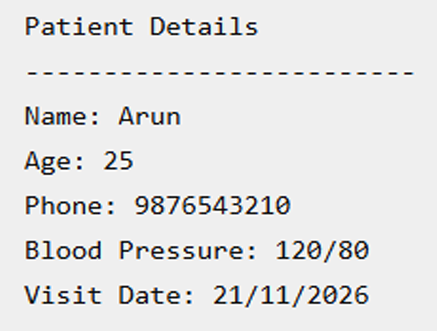 Patient Details
-------------------------
Name: Arun
Age: 25
Phone: 9876543210
Blood Pressure: 120/80
Visit Date: 21/11/2026